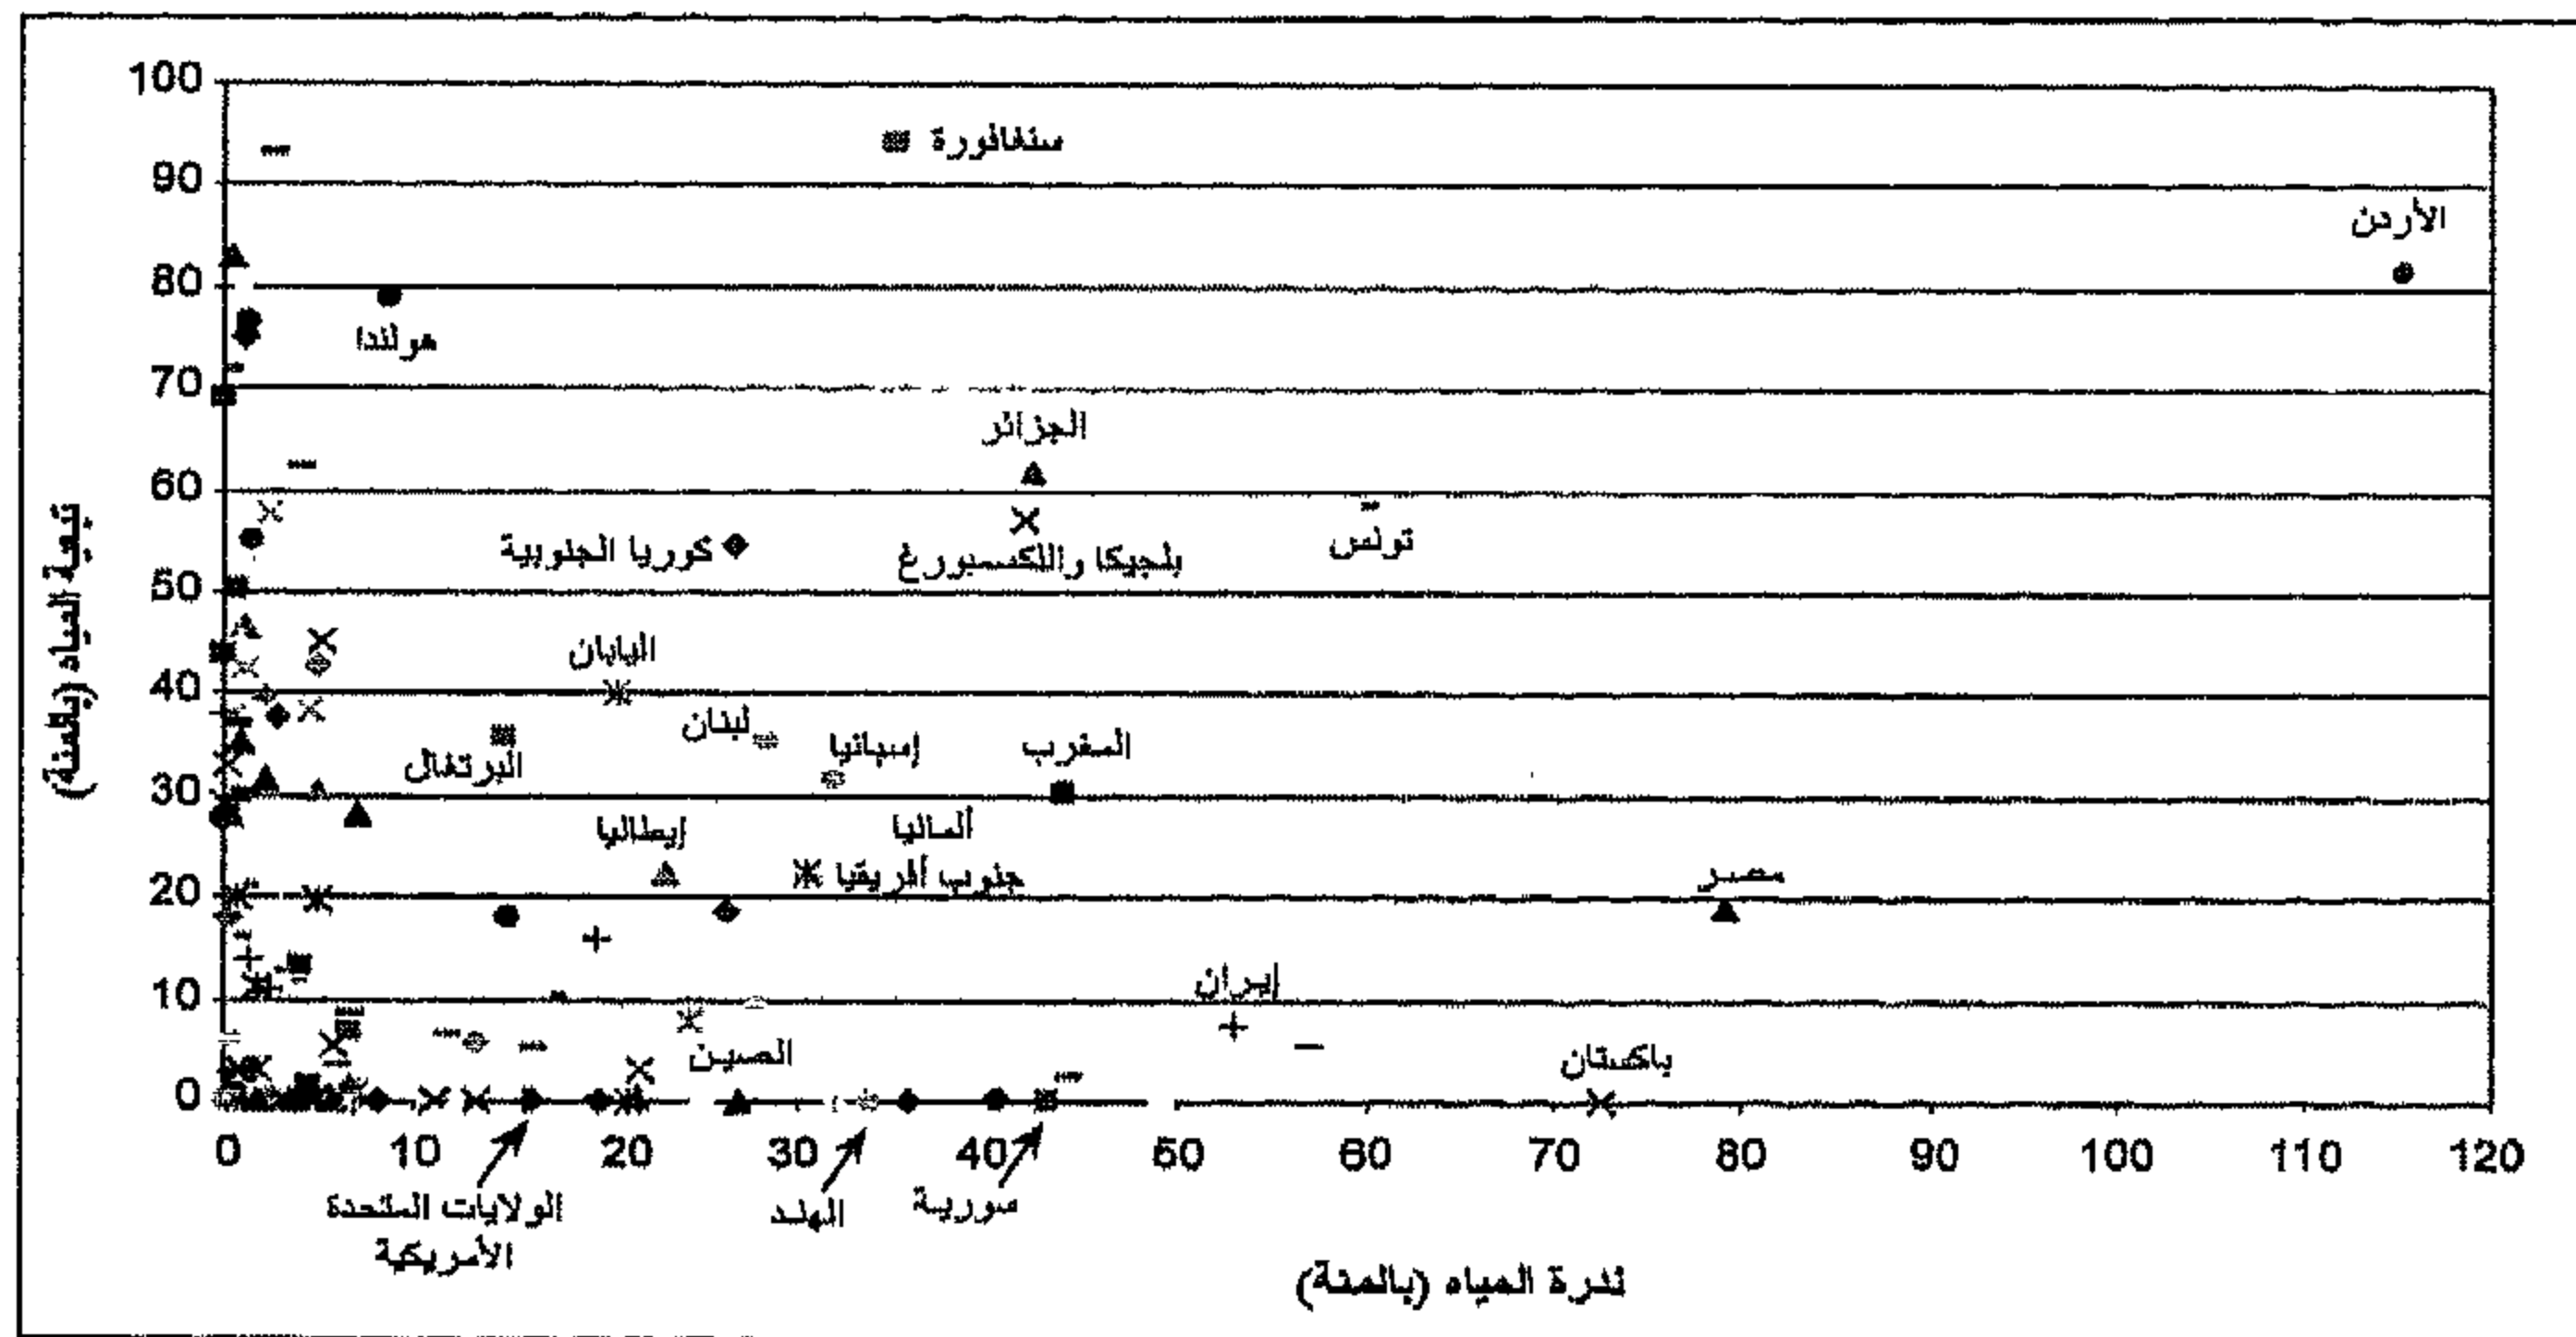 100
90
80
70
60
50
40
30
20
10
0
سنغافورة
الأردن
هولندا
الجزائر
كوريا الجنوبية
بلجيكا واللكسمبورغ
تونس
اليابان
لبنان
إسبانيا
المغرب
البرتغال
إيطاليا
ألمانيا
جنوب أفريقيا
مصر
إيران
الصين
باكستان
0 10 20 30 40 50 60 70 80 90 100 110 120
الولايات المتحدة
الأمريكية
الهند
سورية
تبعية المياه (بالمئة)
ندرة المياه (بالمئة)